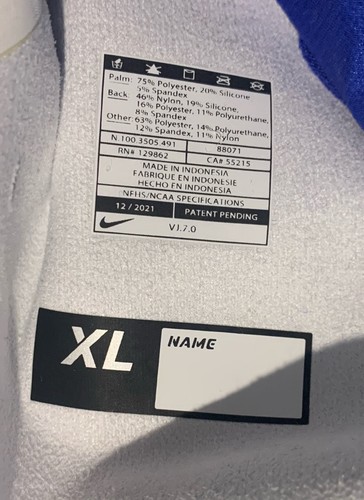 Palm: 75% Polyester, 20% Silicone
5% Spandex
Back: 46% Nylon, 19% Silicone,
16% Polyester, 11% Polyurethane,
8% Spandex
Other: 63% Polyester, 14% Polyurethane,
12% Spandex, 11% Nylon
N.100.3505.491 88071
RN# 129862 CA# 55215
MADE IN INDONESIA
FABRIQUE EN INDONESIE
HECHO EN INDONESIA
NFHS/NCAA SPECIFICATIONS
12 / 2021 PATENT PENDING
V1.7.0
XL NAME